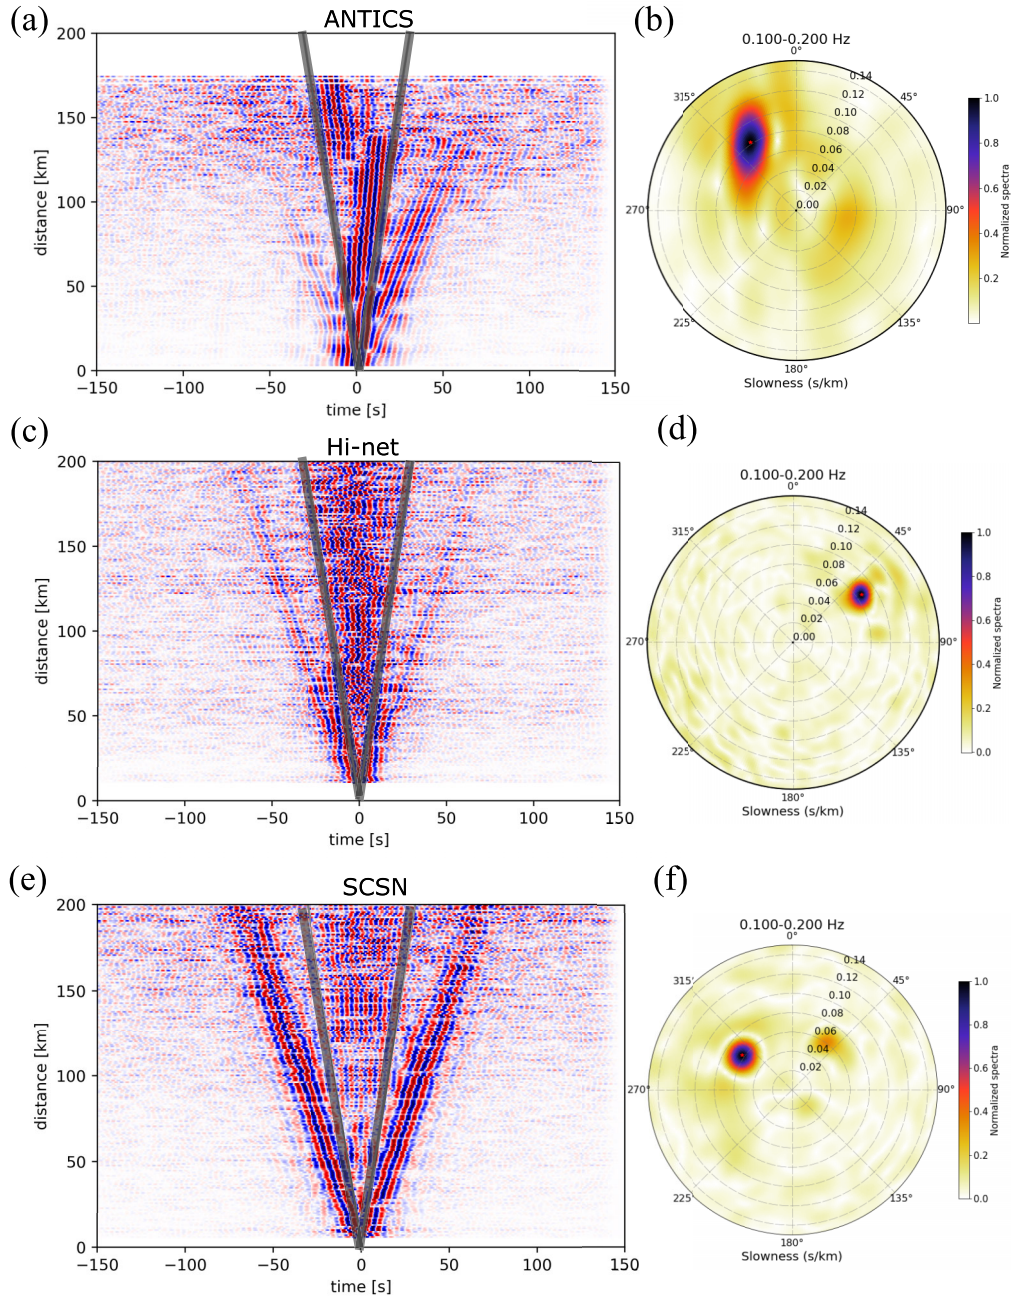 (a)
ANTICS
200
150
100
50
0
distance [km]
−150 −100 −50 0 50 100 150
time [s]
(b)
0.100-0.200 Hz
0°
45°
90°
135°
180°
225°
270°
315°
0.14
0.12
0.10
0.08
0.06
0.04
0.02
0.00
Slowness (s/km)
1.0
0.8
0.6
0.4
0.2
Normalized spectra
(c)
Hi-net
200
150
100
50
0
distance [km]
−150 −100 −50 0 50 100 150
time [s]
(d)
0.100-0.200 Hz
0°
45°
90°
135°
180°
225°
270°
315°
0.14
0.12
0.10
0.08
0.06
0.04
0.02
0.00
Slowness (s/km)
1.0
0.8
0.6
0.4
0.2
0.0
Normalized spectra
(e)
SCSN
200
150
100
50
0
distance [km]
−150 −100 −50 0 50 100 150
time [s]
(f)
0.100-0.200 Hz
0°
45°
90°
135°
180°
225°
270°
315°
0.14
0.12
0.10
0.08
0.06
0.04
0.02
Slowness (s/km)
1.0
0.8
0.6
0.4
0.2
0.0
Normalized spectra